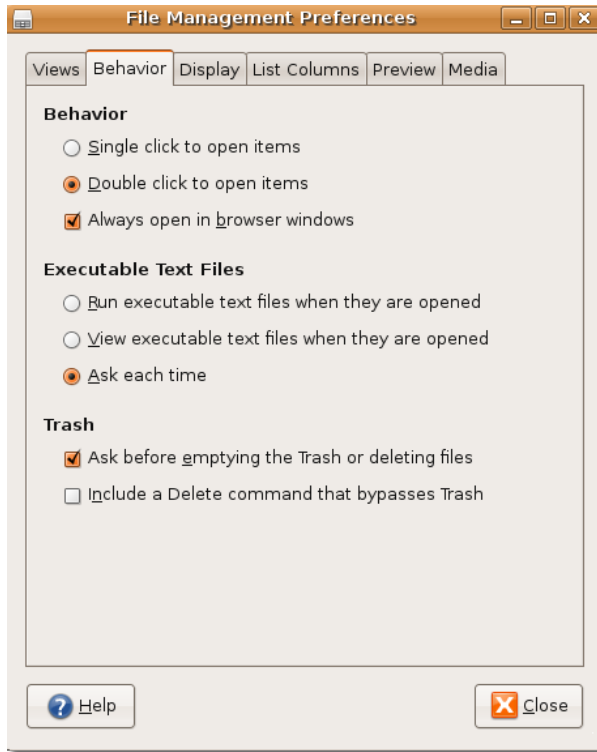 File Management Preferences
Views Behavior Display List Columns Preview Media
Behavior
Single click to open items
Double click to open items
Always open in browser windows
Executable Text Files
Run executable text files when they are opened
View executable text files when they are opened
Ask each time
Trash
Ask before emptying the Trash or deleting files
Include a Delete command that bypasses Trash
Help Close